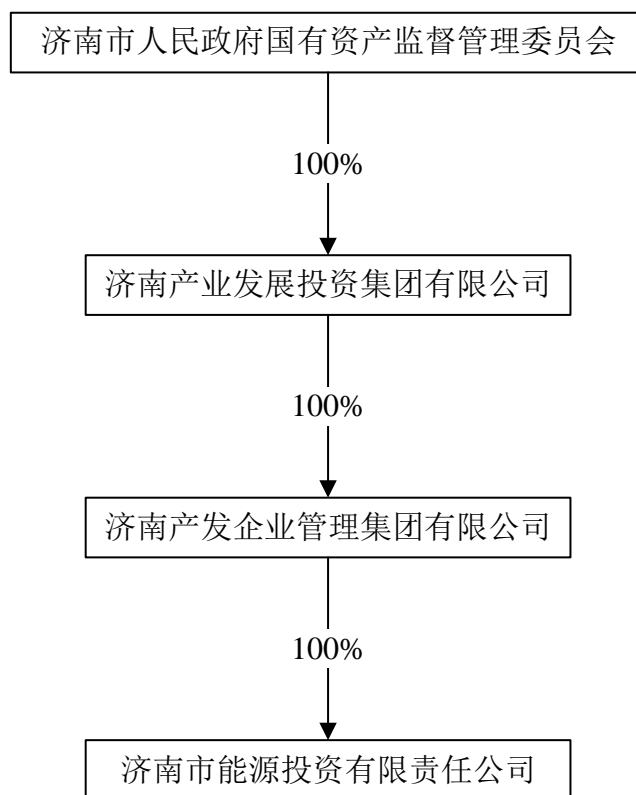 济南市人民政府国有资产监督管理委员会
100%
济南产业发展投资集团有限公司
100%
济南产发企业管理集团有限公司
100%
济南市能源投资有限责任公司